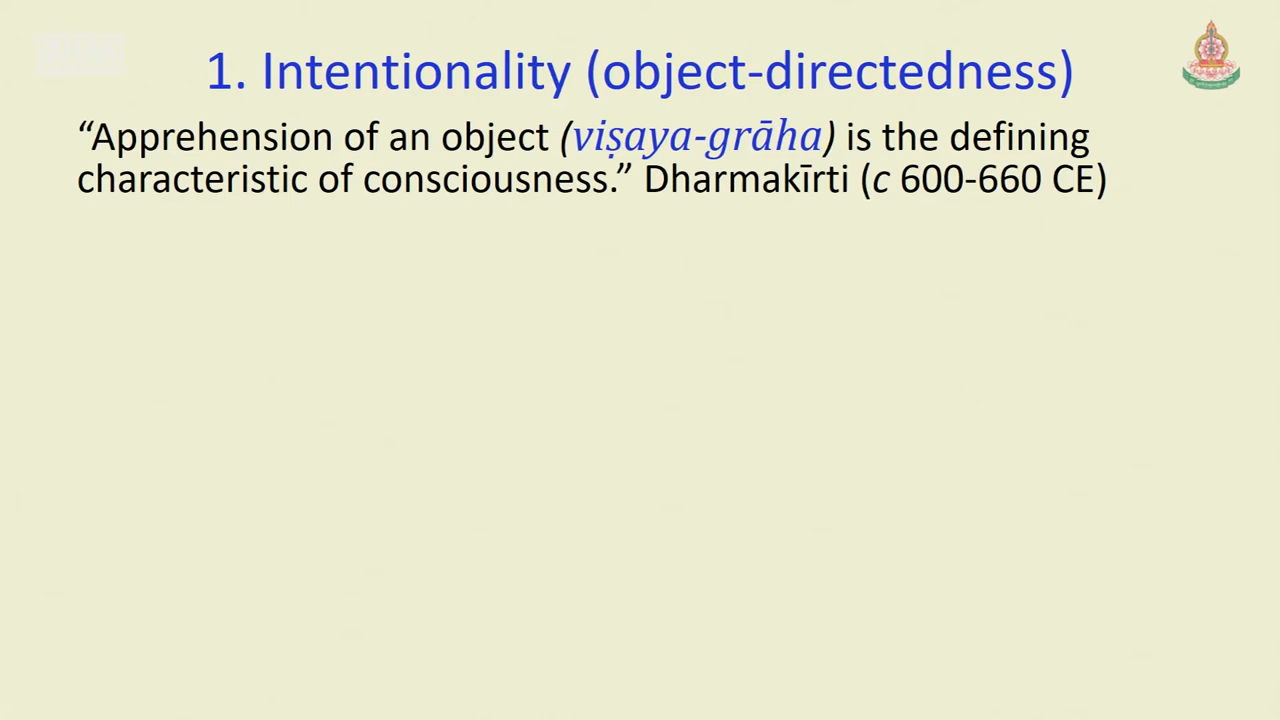 1. Intentionality (object-directedness)
“Apprehension of an object (viṣaya-grāha) is the defining
characteristic of consciousness.” Dharmakīrti (c 600-660 CE)